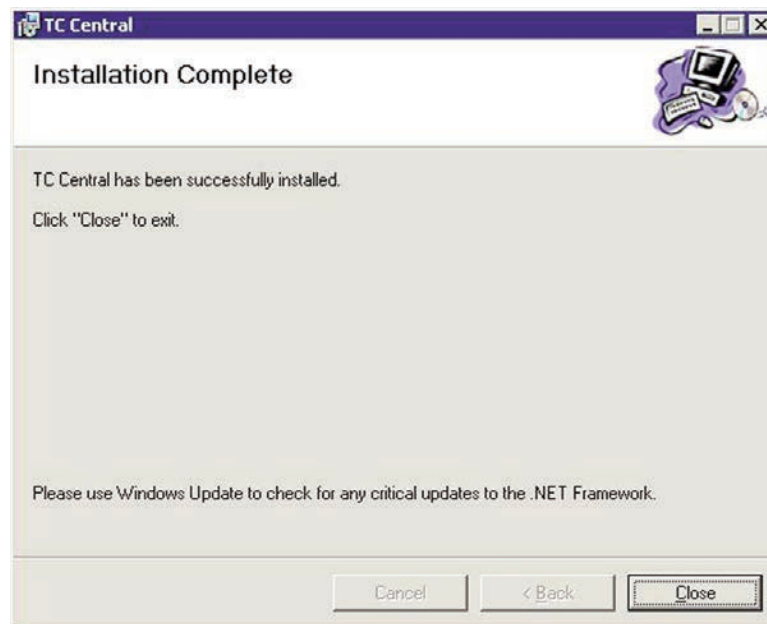 TC Central
Installation Complete
TC Central has been successfully installed.
Click "Close" to exit.
Please use Windows Update to check for any critical updates to the .NET Framework.
Cancel
< Back
Close